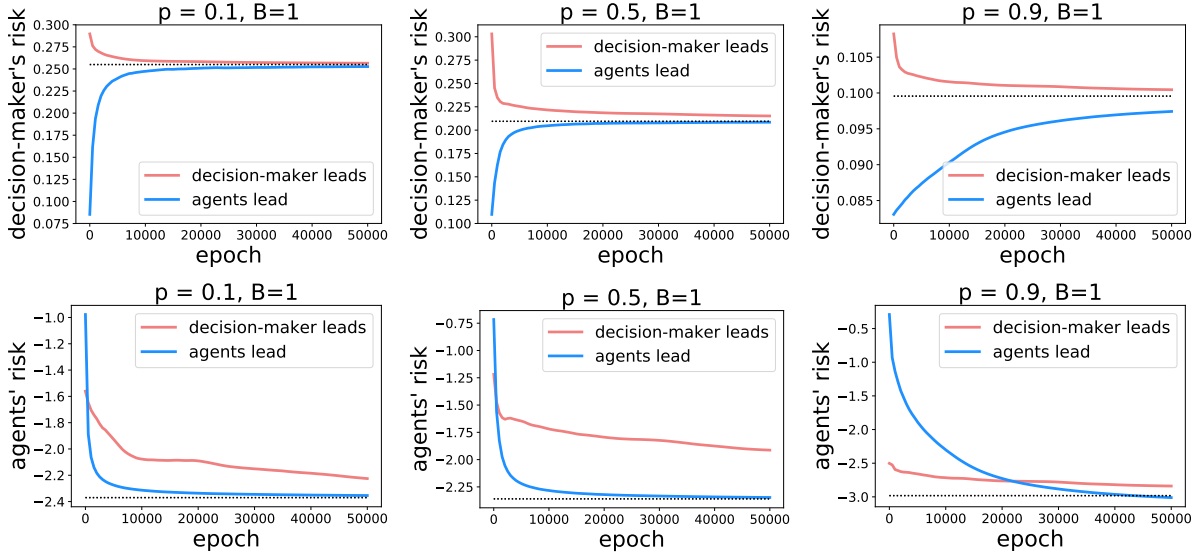 p = 0.1, B=1
decision-maker's risk
0.300
0.275
0.250
0.225
0.200
0.175
0.150
0.125
0.100
0.075
decision-maker leads
agents lead
0 10000 20000 30000 40000 50000
epoch
p = 0.5, B=1
decision-maker's risk
0.300
0.275
0.250
0.225
0.200
0.175
0.150
0.125
0.100
decision-maker leads
agents lead
0 10000 20000 30000 40000 50000
epoch
p = 0.9, B=1
decision-maker's risk
0.105
0.100
0.095
0.090
0.085
decision-maker leads
agents lead
0 10000 20000 30000 40000 50000
epoch
p = 0.1, B=1
agents' risk
−1.0
−1.2
−1.4
−1.6
−1.8
−2.0
−2.2
−2.4
decision-maker leads
agents lead
0 10000 20000 30000 40000 50000
epoch
p = 0.5, B=1
agents' risk
−0.75
−1.00
−1.25
−1.50
−1.75
−2.00
−2.25
decision-maker leads
agents lead
0 10000 20000 30000 40000 50000
epoch
p = 0.9, B=1
agents' risk
−0.5
−1.0
−1.5
−2.0
−2.5
−3.0
decision-maker leads
agents lead
0 10000 20000 30000 40000 50000
epoch